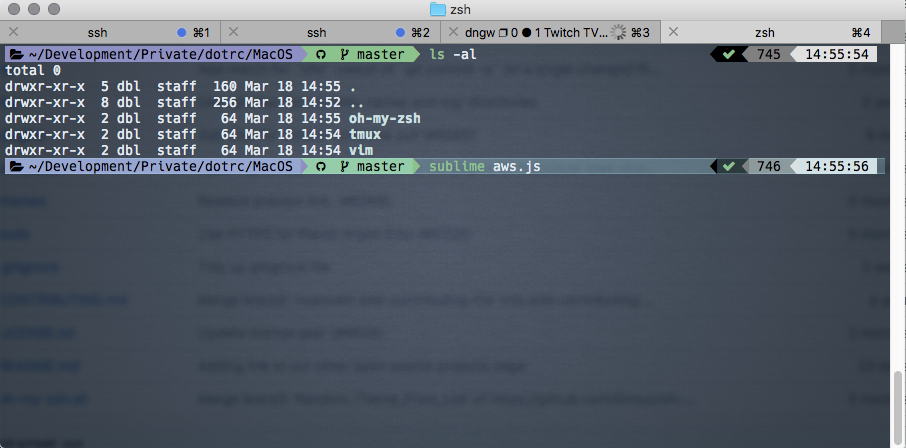 zsh
ssh ⌘1 ssh ⌘2 dngw 0 ● 1 Twitch TV... ⌘3 zsh ⌘4
~/Development/Private/dotrc/MacOS master ls -al ✔ 745 14:55:54
total 0
drwxr-xr-x 5 dbl staff 160 Mar 18 14:55 .
drwxr-xr-x 8 dbl staff 256 Mar 18 14:52 ..
drwxr-xr-x 2 dbl staff 64 Mar 18 14:55 oh-my-zsh
drwxr-xr-x 2 dbl staff 64 Mar 18 14:54 tmux
drwxr-xr-x 2 dbl staff 64 Mar 18 14:54 vim
~/Development/Private/dotrc/MacOS master sublime aws.js ✔ 746 14:55:56